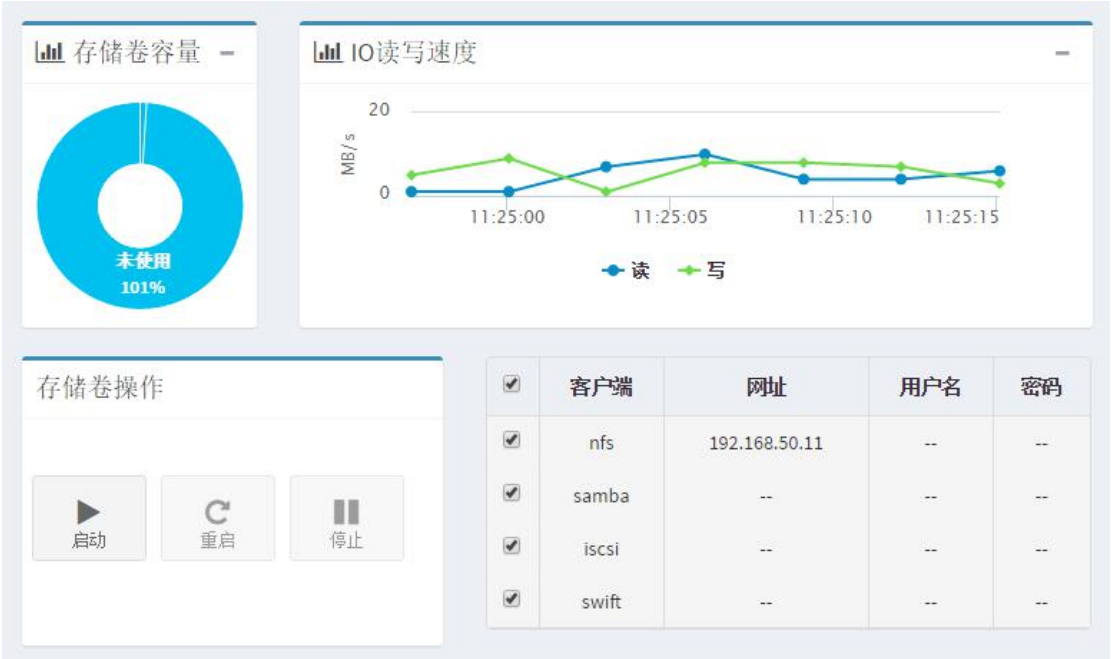 存储卷容量
未使用
101%
IO读写速度
MB/s
20
0
11:25:00 11:25:05 11:25:10 11:25:15
读 写
存储卷操作
启动 重启 停止
客户端 网址 用户名 密码
nfs 192.168.50.11 -- --
samba -- -- --
iscsi -- -- --
swift -- -- --